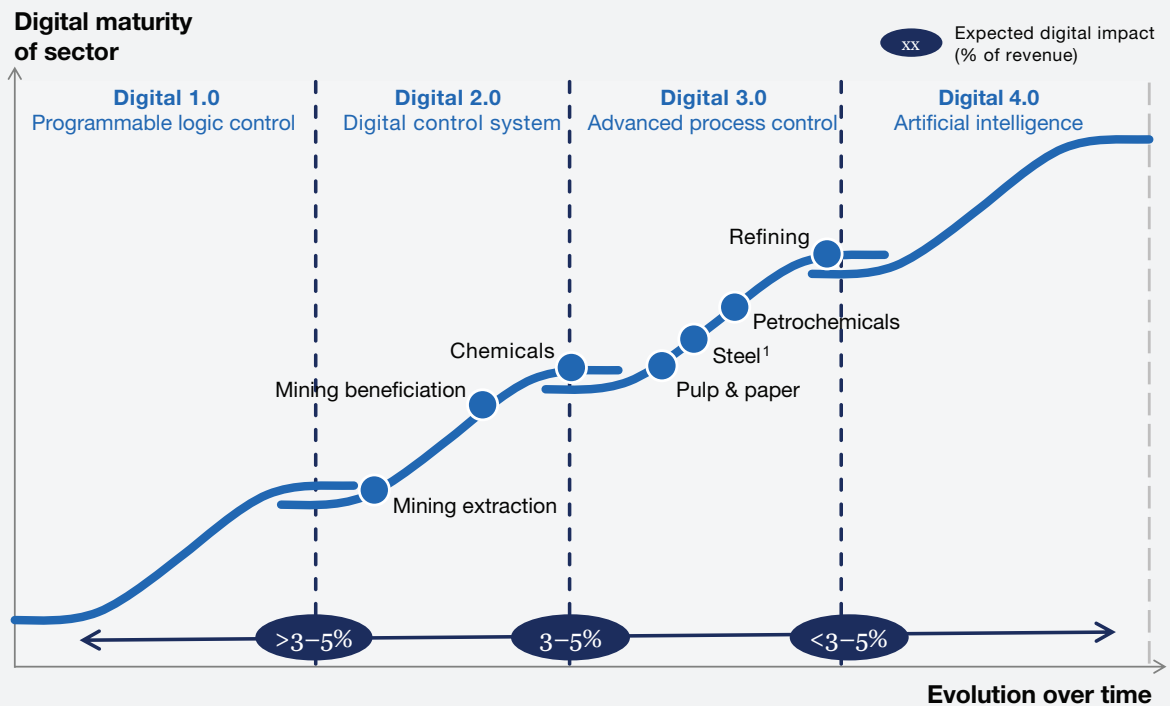 Digital maturity
of sector
xx
Expected digital impact
(% of revenue)
Digital 1.0
Programmable logic control
Digital 2.0
Digital control system
Digital 3.0
Advanced process control
Digital 4.0
Artificial intelligence
Refining
Petrochemicals
Steel¹
Pulp & paper
Chemicals
Mining beneficiation
Mining extraction
>3–5%
3–5%
<3–5%
Evolution over time